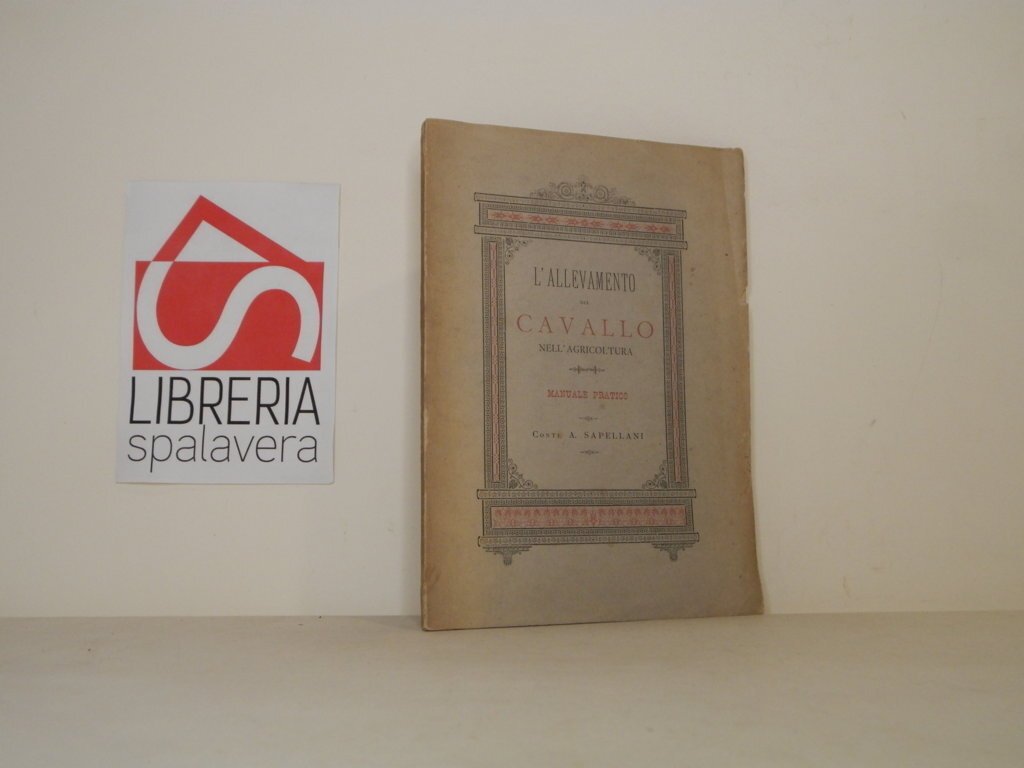 LIBRERIA
spalavera
L'ALLEVAMENTO
DEL
CAVALLO
NELL'AGRICOLTURA
MANUALE PRATICO
CONTE A. SAPELLANI